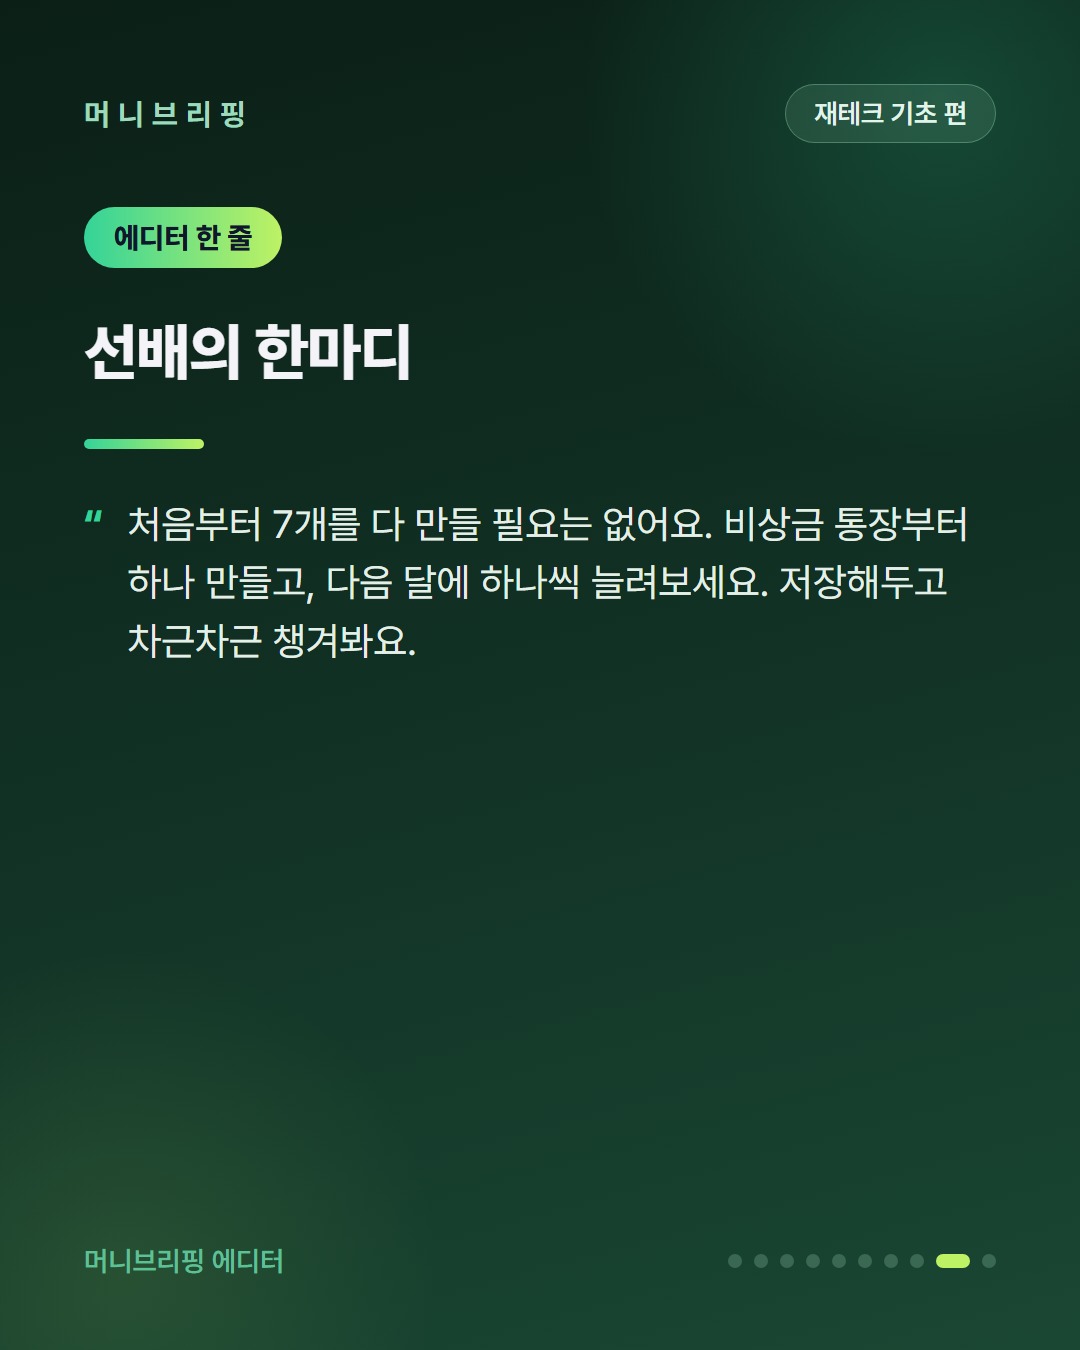 머니브리핑
재테크 기초 편
에디터 한 줄
선배의 한마디
“ 처음부터 7개를 다 만들 필요는 없어요. 비상금 통장부터
하나 만들고, 다음 달에 하나씩 늘려보세요. 저장해두고
차근차근 챙겨봐요.
머니브리핑 에디터